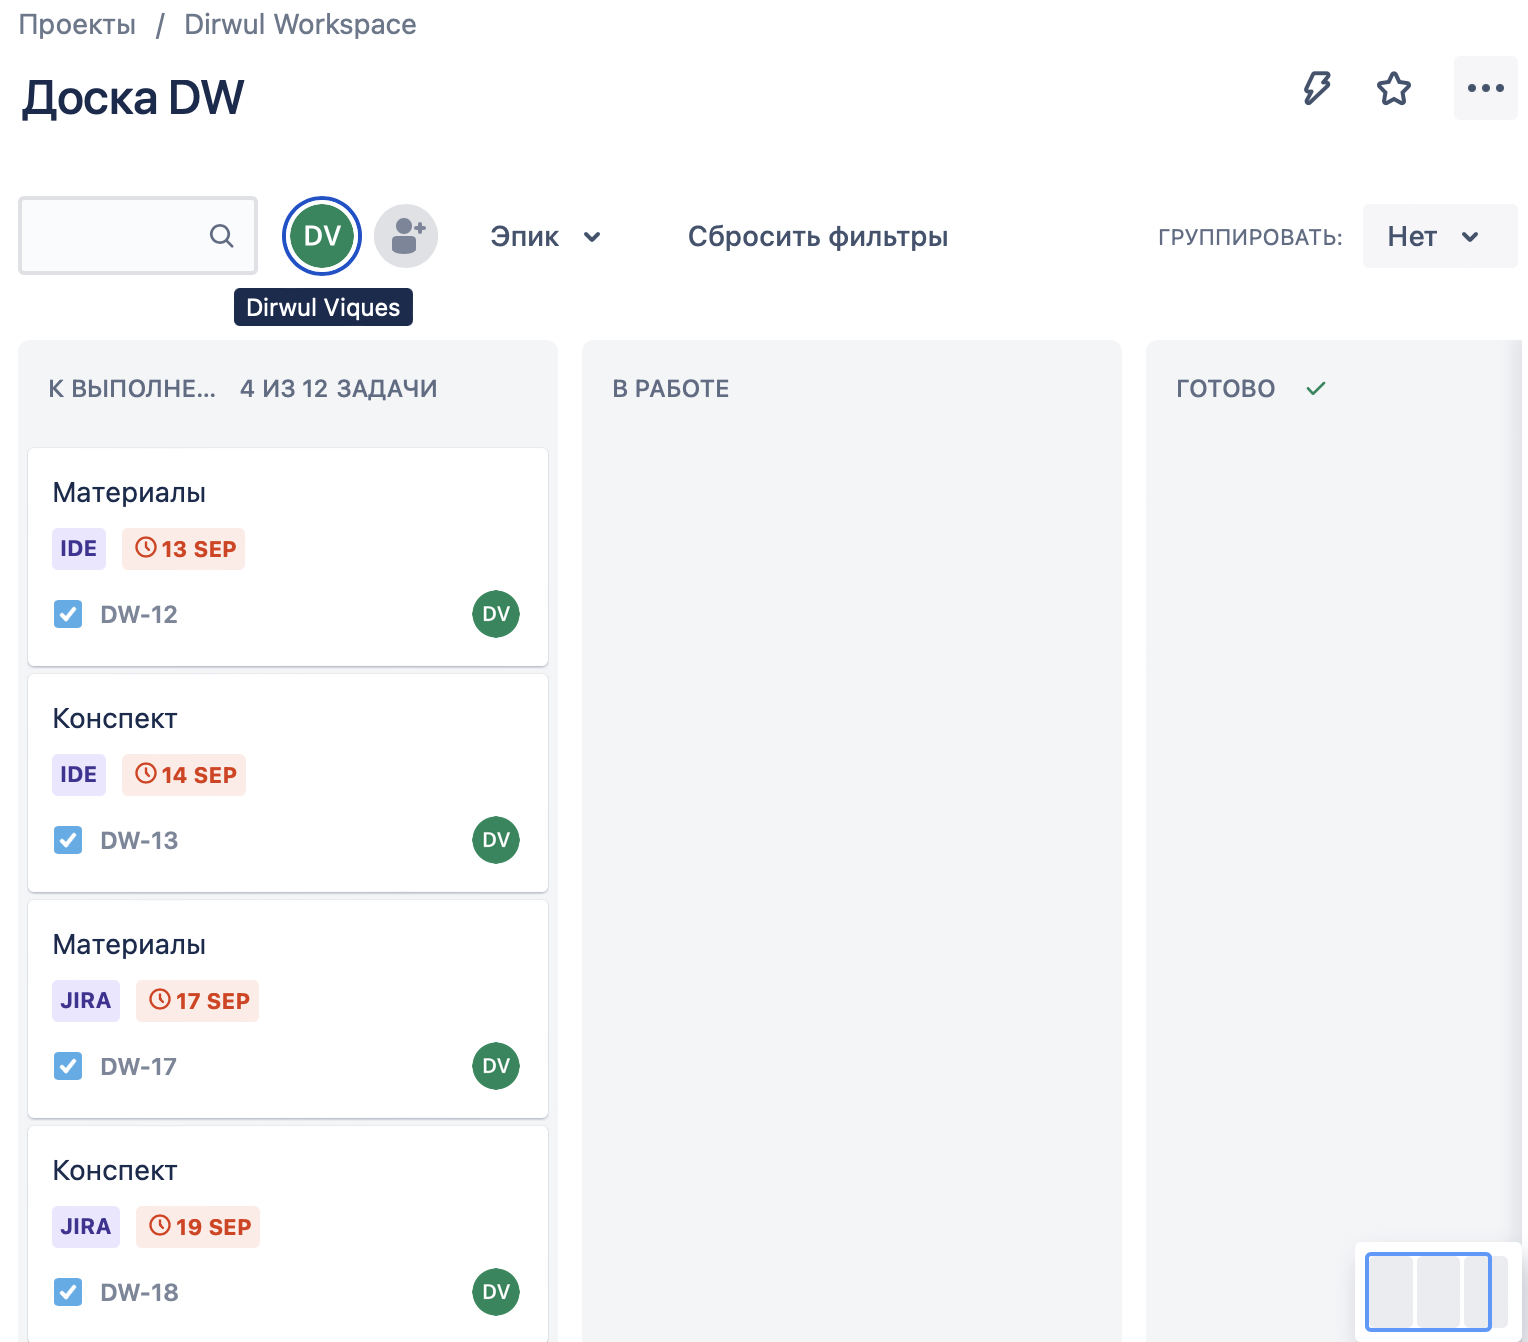 Проекты / Dirwul Workspace
Доска DW
DV
Эпик
Сбросить фильтры
ГРУППИРОВАТЬ:
Нет
Dirwul Viques
К ВЫПОЛНЕ... 4 ИЗ 12 ЗАДАЧИ
В РАБОТЕ
ГОТОВО
Материалы
IDE 13 SEP
DW-12 DV
Конспект
IDE 14 SEP
DW-13 DV
Материалы
JIRA 17 SEP
DW-17 DV
Конспект
JIRA 19 SEP
DW-18 DV